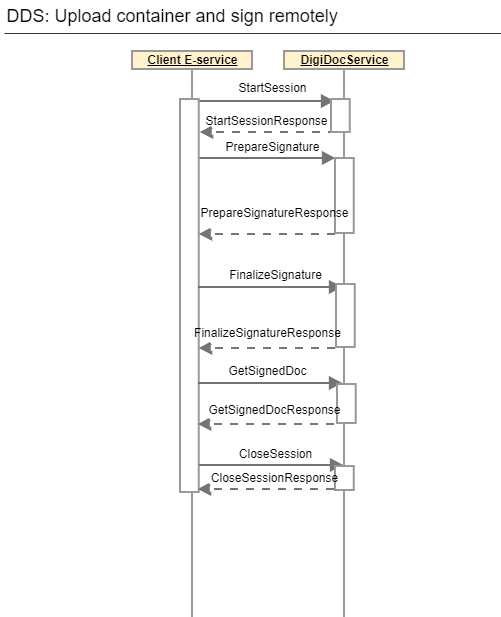 DDS: Upload container and sign remotely
Client E-service
DigiDocService
StartSession
StartSessionResponse
PrepareSignature
PrepareSignatureResponse
FinalizeSignature
FinalizeSignatureResponse
GetSignedDoc
GetSignedDocResponse
CloseSession
CloseSessionResponse